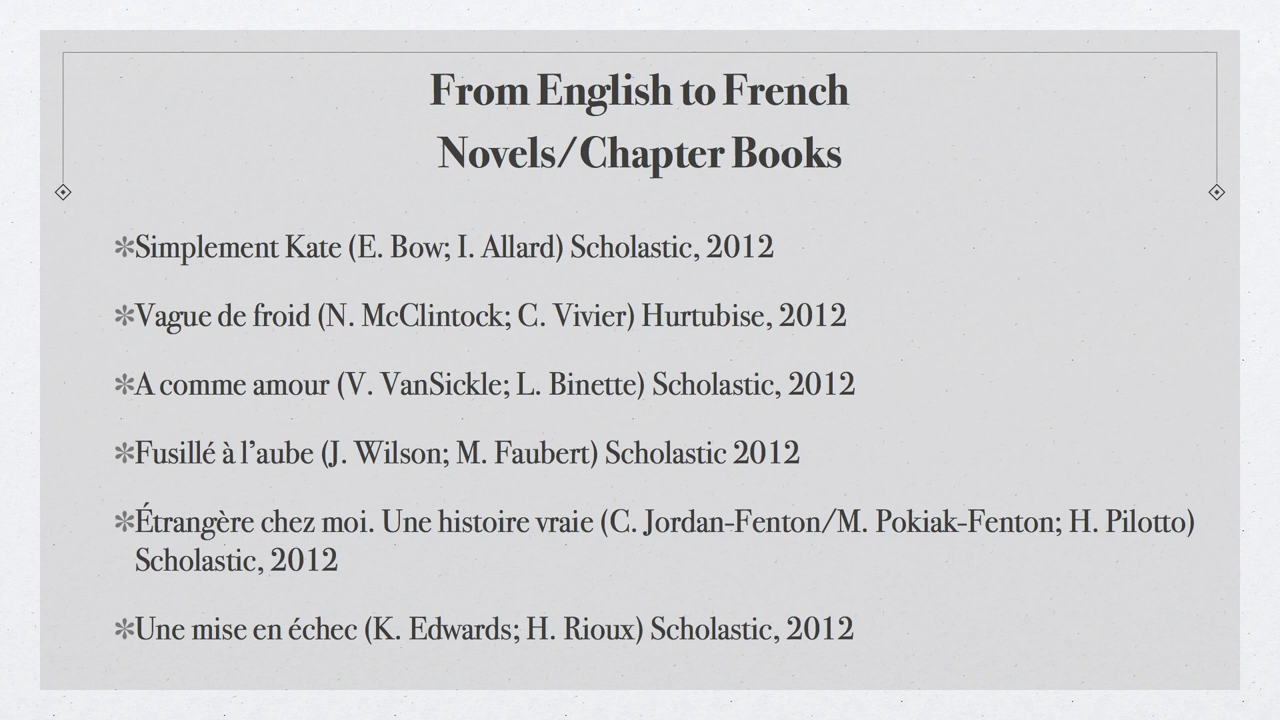 From English to French
Novels/Chapter Books
✻Simplement Kate (E. Bow; I. Allard) Scholastic, 2012
✻Vague de froid (N. McClintock; C. Vivier) Hurtubise, 2012
✻A comme amour (V. VanSickle; L. Binette) Scholastic, 2012
✻Fusillé à l’aube (J. Wilson; M. Faubert) Scholastic 2012
✻Étrangère chez moi. Une histoire vraie (C. Jordan-Fenton/M. Pokiak-Fenton; H. Pilotto)
Scholastic, 2012
✻Une mise en échec (K. Edwards; H. Rioux) Scholastic, 2012